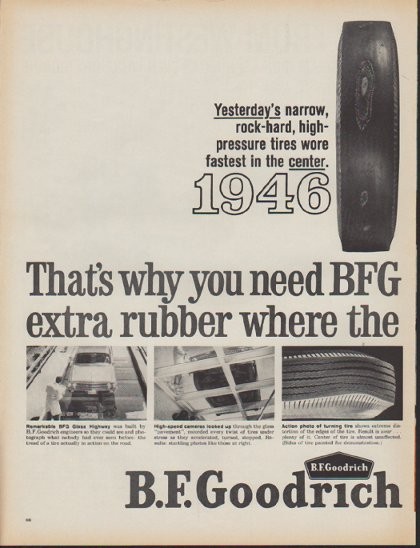 Yesterday's narrow,
rock-hard, high-
pressure tires wore
fastest in the center.
1946
That's why you need BFG
extra rubber where the
Remarkable BFG Glass Highway was built by
B.F.Goodrich engineers so they could see and pho-
tograph what nobody had ever seen before: the
tread of a tire actually in action on the road.
High-speed cameras looked up through the glass
"pavement", recorded every twist of tires under
stress as they accelerated, turned, stopped. Re-
sults: startling photos like those at right.
Action photo of turning tire shows extreme dis-
tortion of the edges of the tire. Result is wear
plenty of it. Center of tire is almost unaffected.
(Sides of tire painted for demonstration.)
B.F.Goodrich
B.F.Goodrich